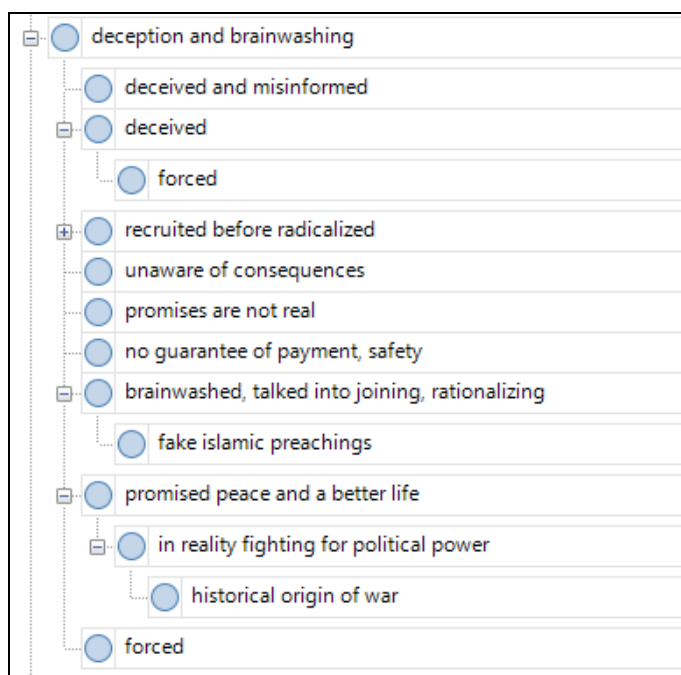 deception and brainwashing
deceived and misinformed
deceived
forced
recruited before radicalized
unaware of consequences
promises are not real
no guarantee of payment, safety
brainwashed, talked into joining, rationalizing
fake islamic preachings
promised peace and a better life
in reality fighting for political power
historical origin of war
forced